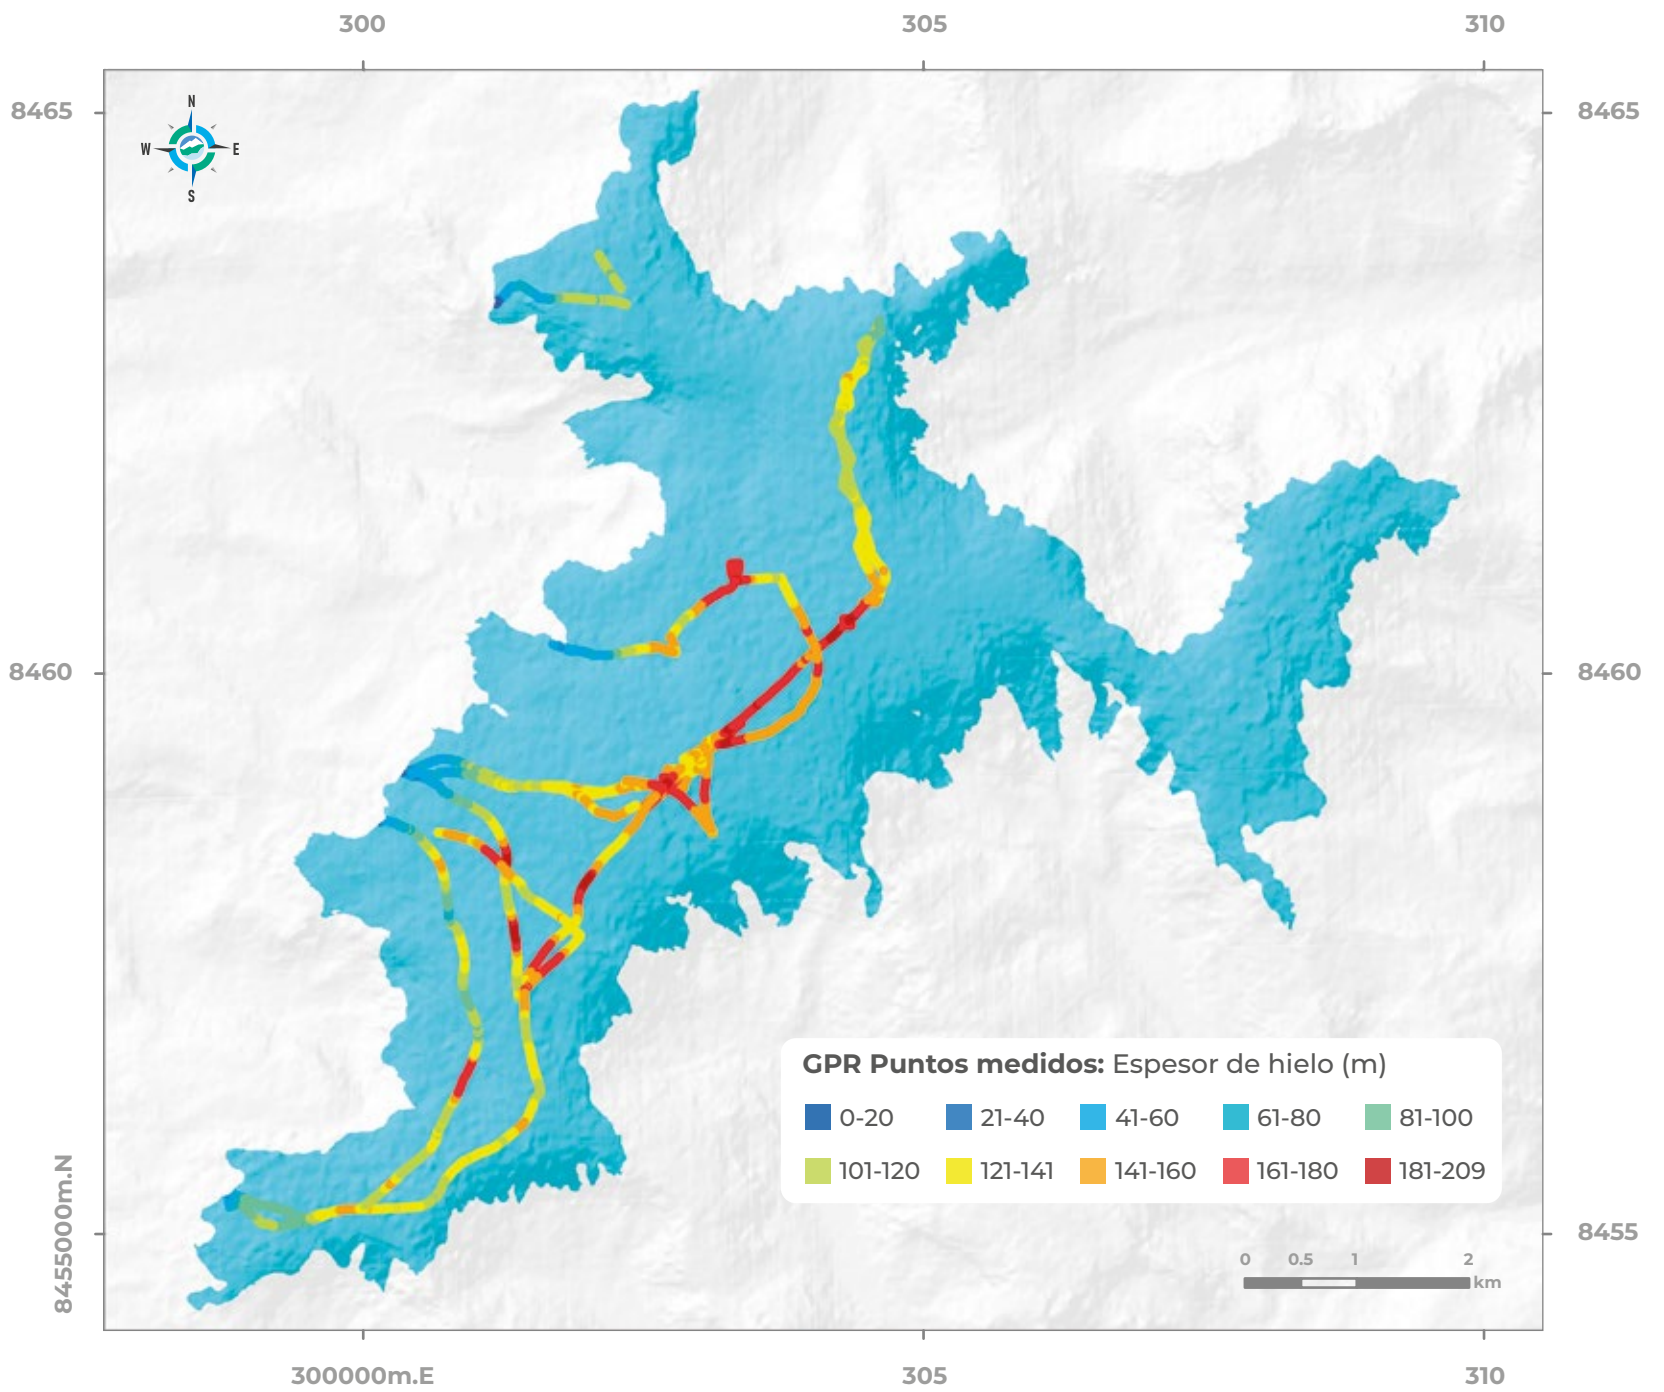 300 305 310
8465 8465
N
W E
S
8460 8460
GPR Puntos medidos: Espesor de hielo (m)
0-20 21-40 41-60 61-80 81-100
101-120 121-141 141-160 161-180 181-209
8455000m.N 8455
0 0.5 1 2
km
300000m.E 305 310